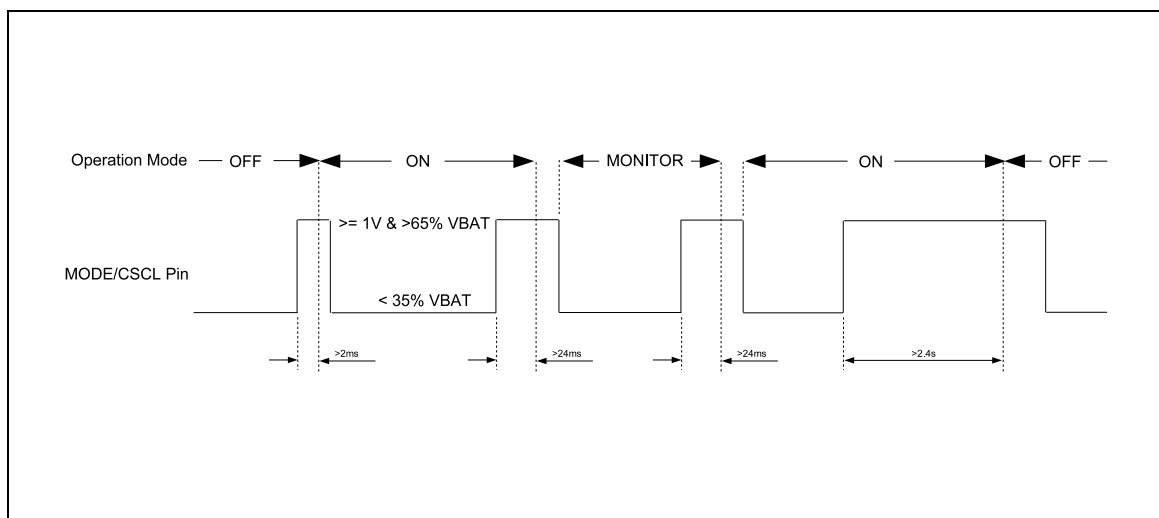 Operation Mode OFF ON MONITOR ON OFF
>= 1V & >65% VBAT
MODE/CSCL Pin
< 35% VBAT
>2ms >24ms >24ms >2.4s